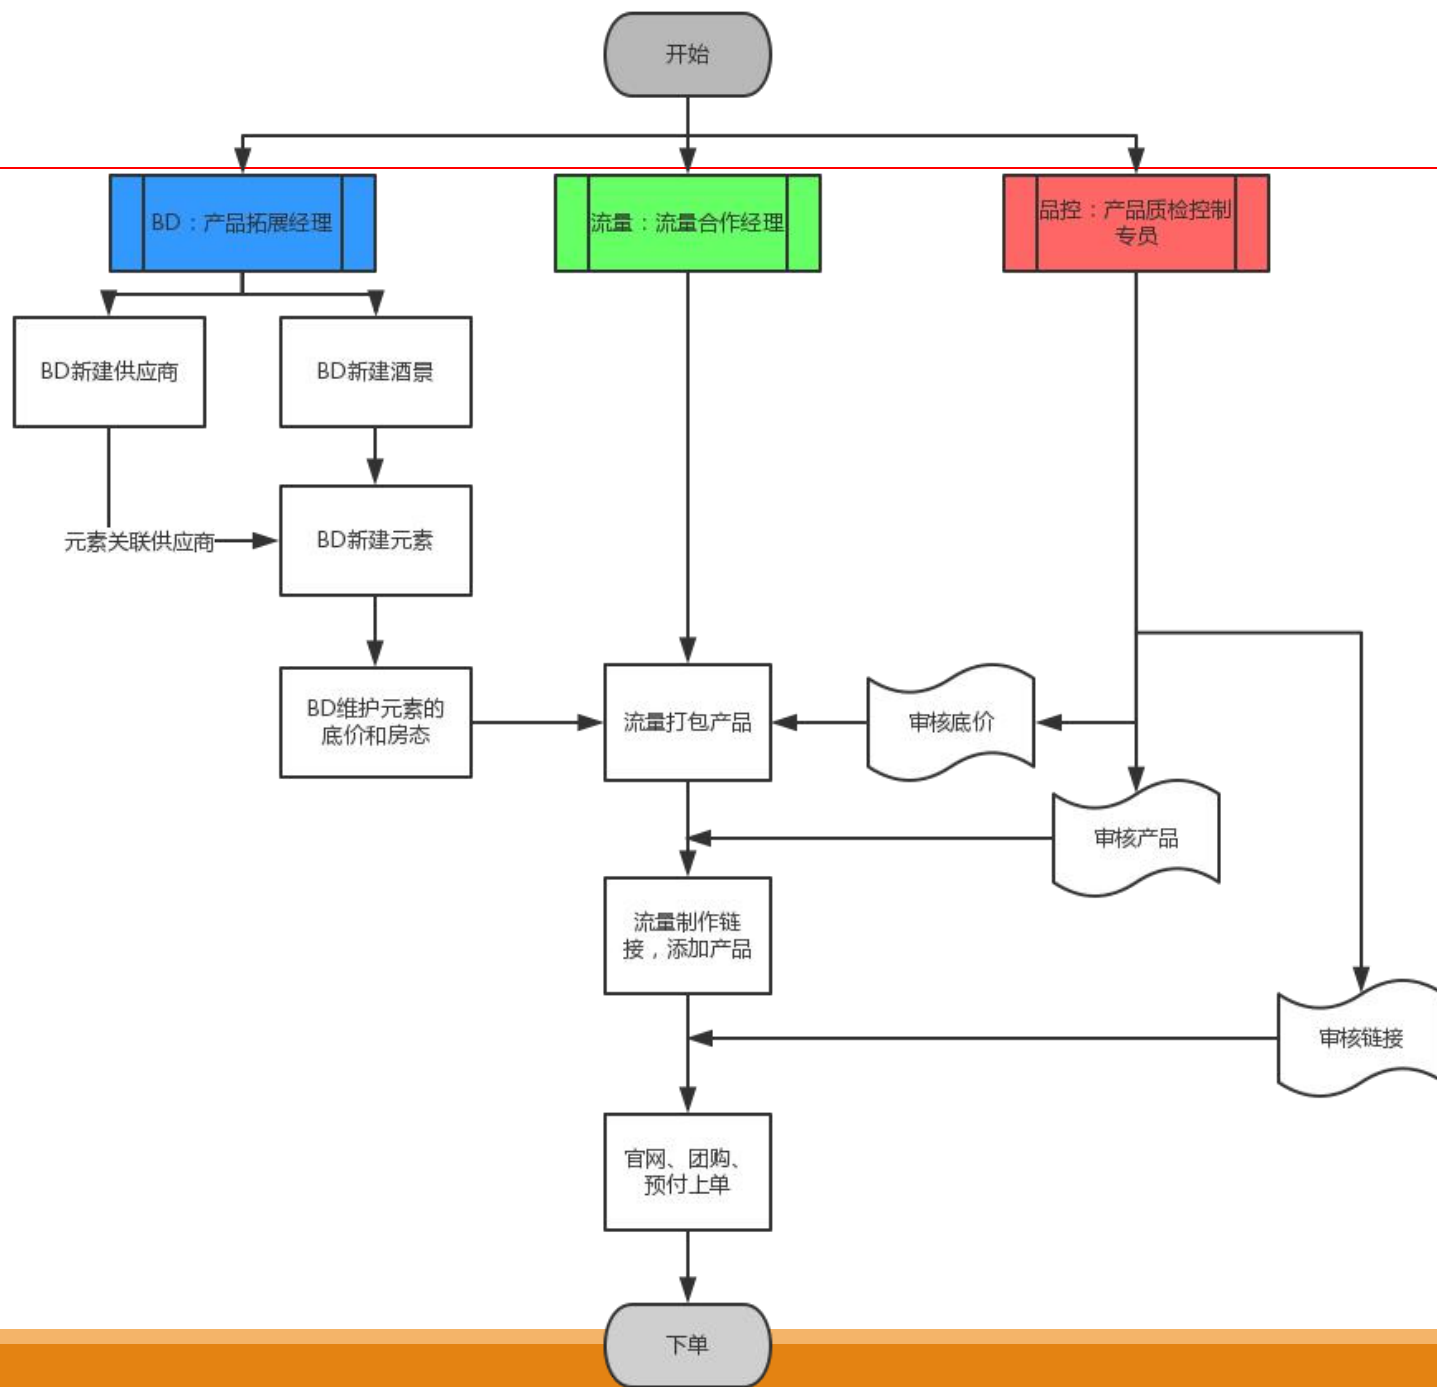 开始
BD：产品拓展经理
流量：流量合作经理
品控：产品质检控制
专员
BD新建供应商
BD新建酒景
元素关联供应商
BD新建元素
BD维护元素的
底价和房态
流量打包产品
审核底价
审核产品
流量制作链
接，添加产品
审核链接
官网、团购、
预付上单
下单